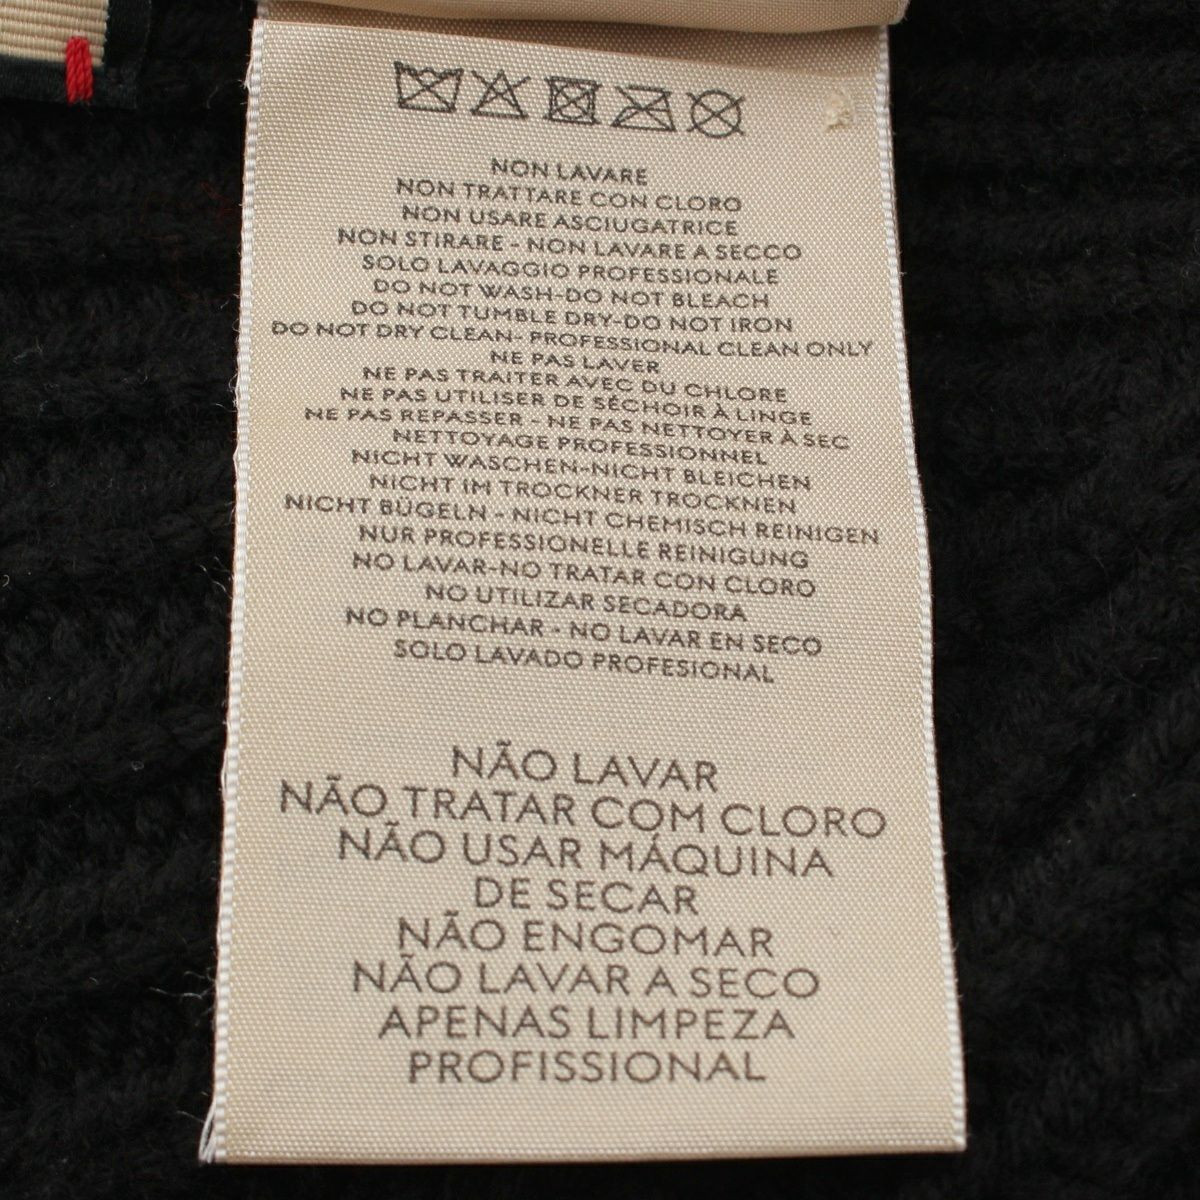 NON LAVARE
NON TRATTARE CON CLORO
NON USARE ASCIUGATRICE
NON STIRARE - NON LAVARE A SECCO
SOLO LAVAGGIO PROFESSIONALE
DO NOT WASH-DO NOT BLEACH
DO NOT TUMBLE DRY-DO NOT IRON
DO NOT DRY CLEAN- PROFESSIONAL CLEAN ONLY
NE PAS LAVER
NE PAS TRAITER AVEC DU CHLORE
NE PAS UTILISER DE SÉCHOIR À LINGE
NE PAS REPASSER - NE PAS NETTOYER À SEC
NETTOYAGE PROFESSIONNEL
NICHT WASCHEN-NICHT BLEICHEN
NICHT IM TROCKNER TROCKNEN
NICHT BÜGELN - NICHT CHEMISCH REINIGEN
NUR PROFESSIONELLE REINIGUNG
NO LAVAR-NO TRATAR CON CLORO
NO UTILIZAR SECADORA
NO PLANCHAR - NO LAVAR EN SECO
SOLO LAVADO PROFESIONAL
NÃO LAVAR
NÃO TRATAR COM CLORO
NÃO USAR MÁQUINA
DE SECAR
NÃO ENGOMAR
NÃO LAVAR A SECO
APENAS LIMPEZA
PROFISSIONAL